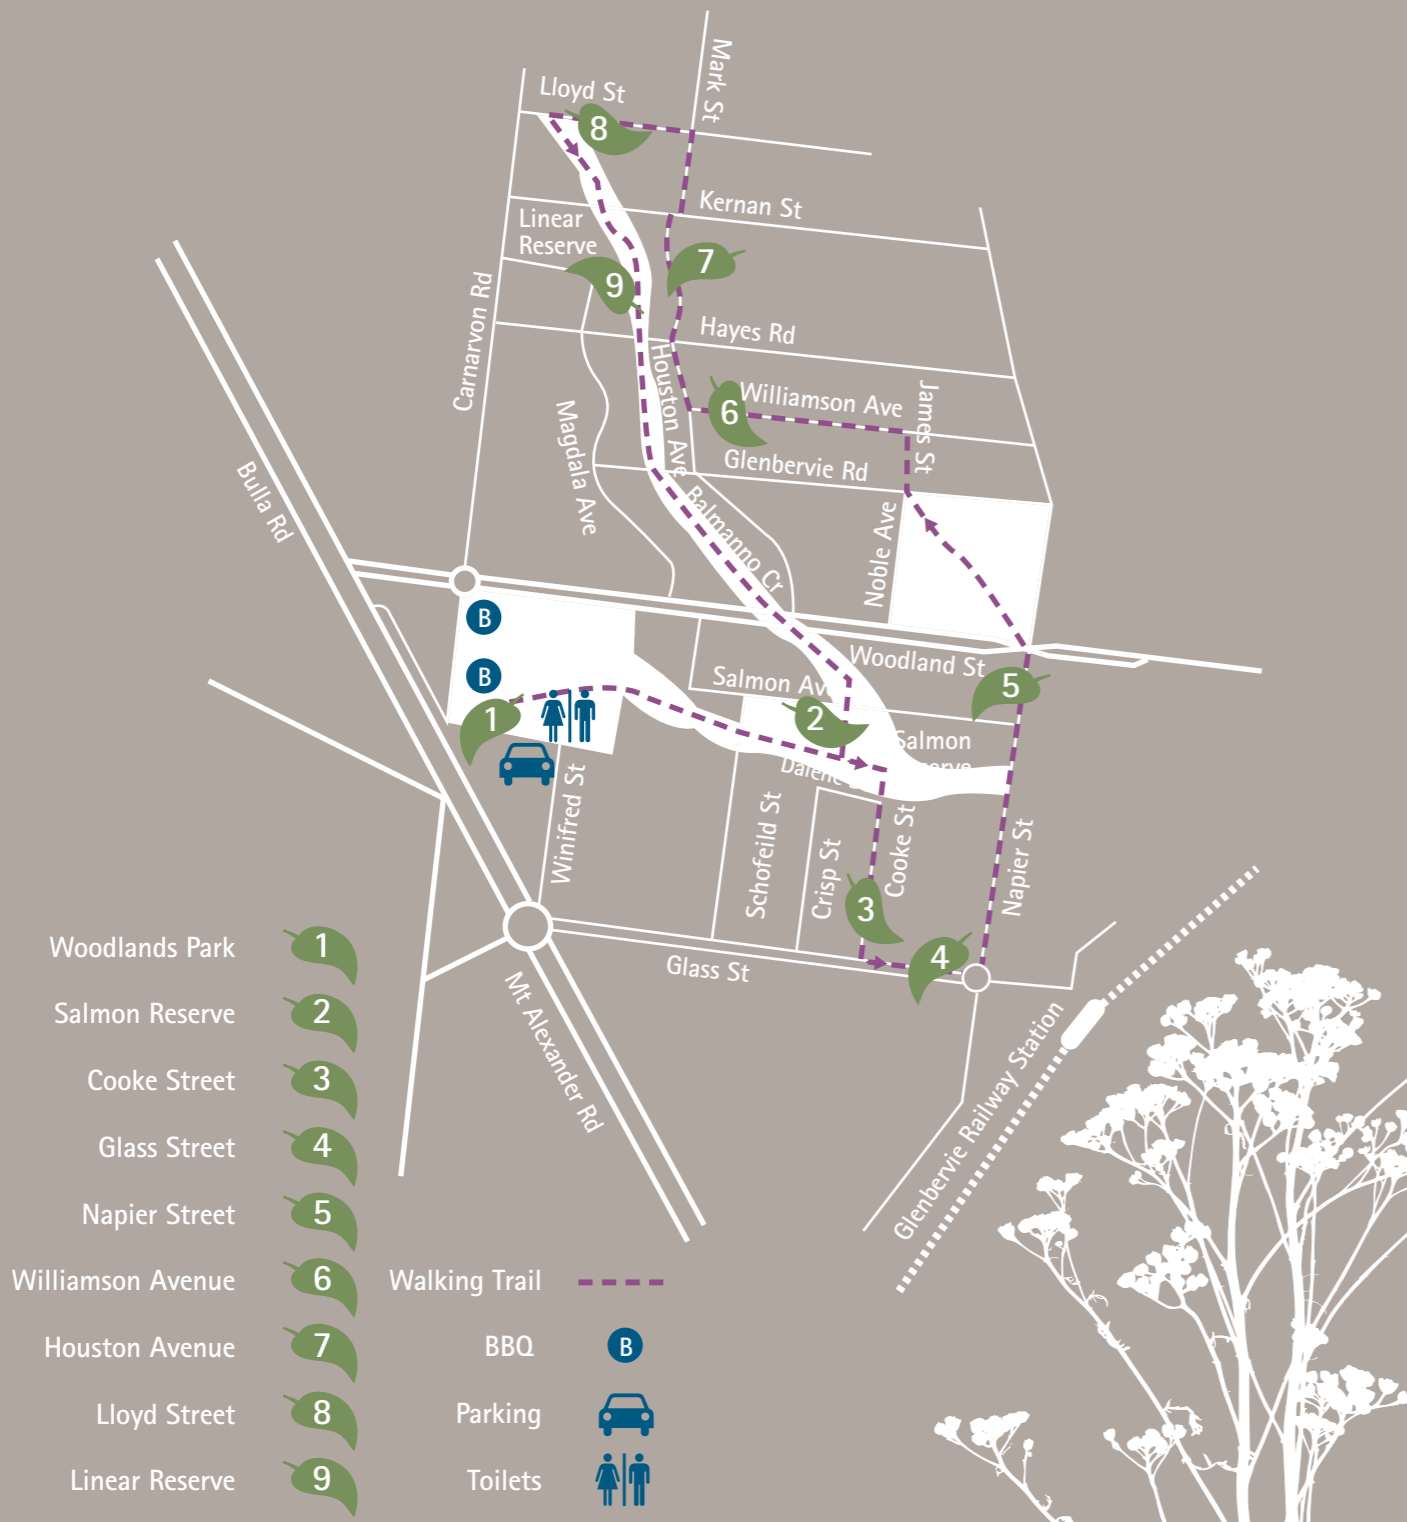 Mark St
Lloyd St
8
Kernan St
Linear
Reserve
7
9
Carnarvon Rd
Hayes Rd
Houston Ave
Williamson Ave
6
James St
Magdala Ave
Glenbervie Rd
Bulla Rd
Balmanno Cr
Noble Ave
B
Woodland St
B
Salmon Av
5
1
2
Salmon
Winifred St
Schofeild St
Crisp St
Cooke St
Napier St
3
4
Glass St
Mt Alexander Rd
Glenbervie Railway Station
Woodlands Park 1
Salmon Reserve 2
Cooke Street 3
Glass Street 4
Napier Street 5
Williamson Avenue 6
Houston Avenue 7
Lloyd Street 8
Linear Reserve 9
Walking Trail
BBQ B
Parking
Toilets